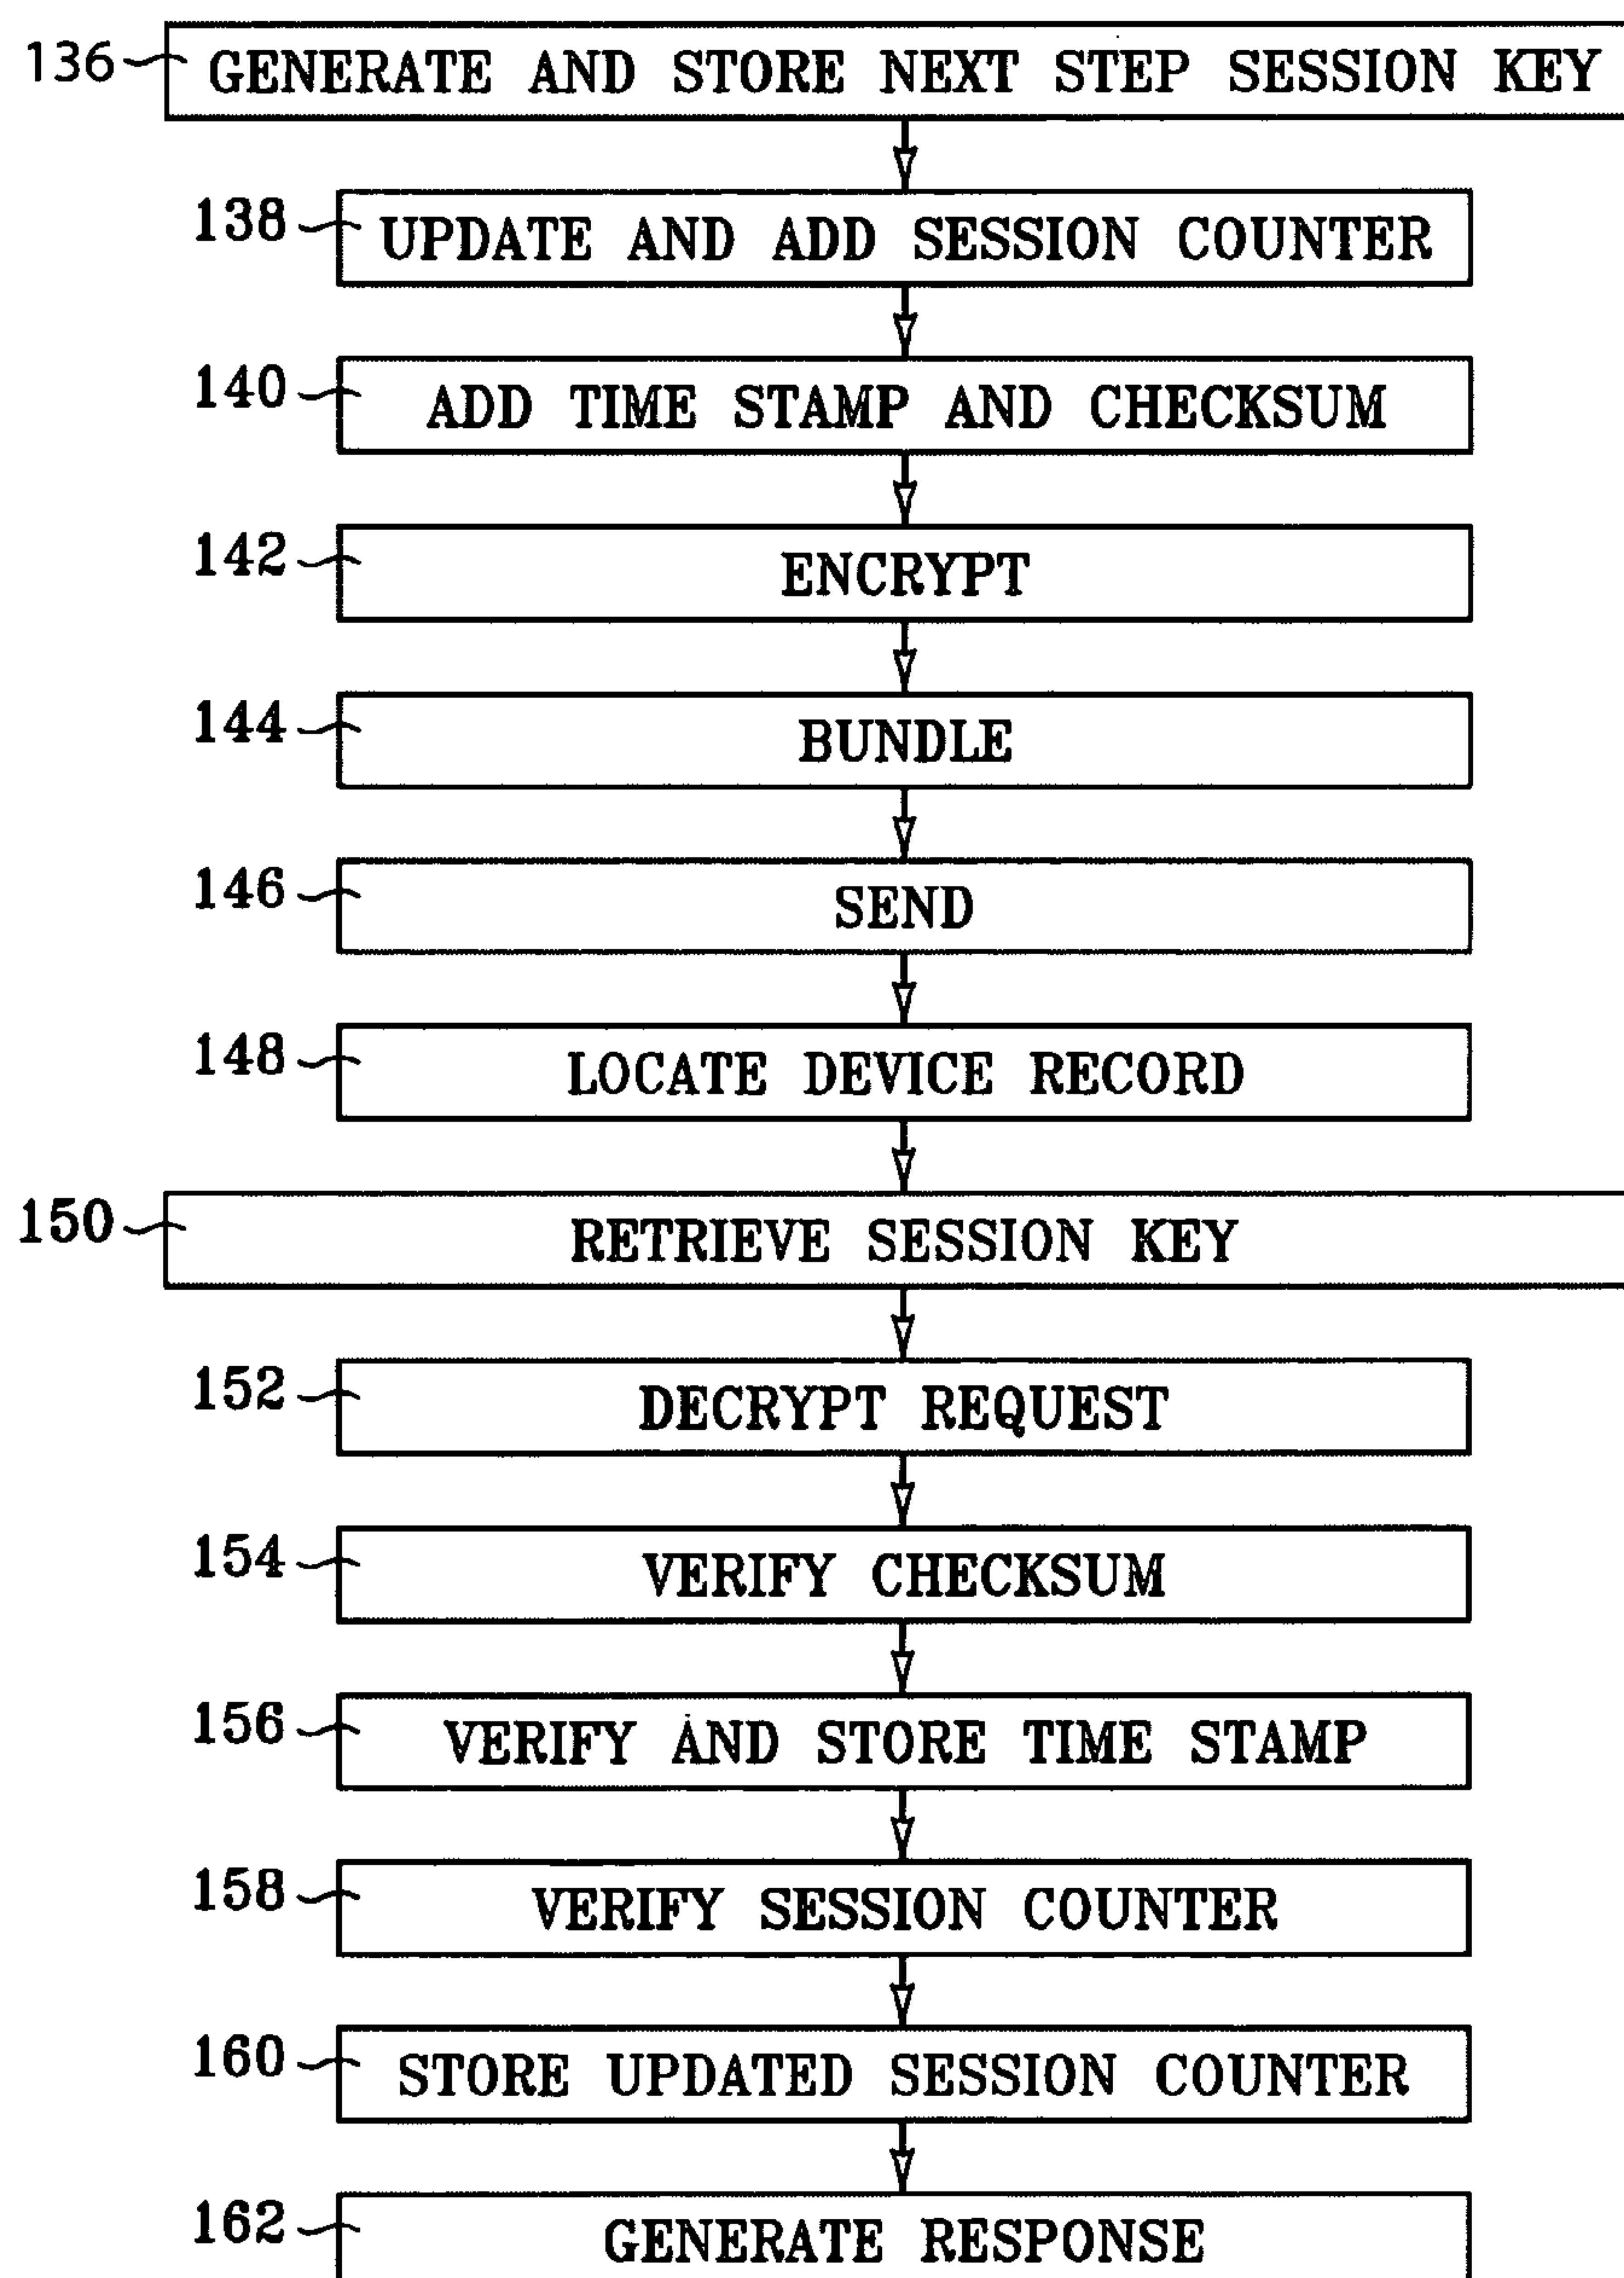 136 GENERATE AND STORE NEXT STEP SESSION KEY
138 UPDATE AND ADD SESSION COUNTER
140 ADD TIME STAMP AND CHECKSUM
142 ENCRYPT
144 BUNDLE
146 SEND
148 LOCATE DEVICE RECORD
150 RETRIEVE SESSION KEY
152 DECRYPT REQUEST
154 VERIFY CHECKSUM
156 VERIFY AND STORE TIME STAMP
158 VERIFY SESSION COUNTER
160 STORE UPDATED SESSION COUNTER
162 GENERATE RESPONSE